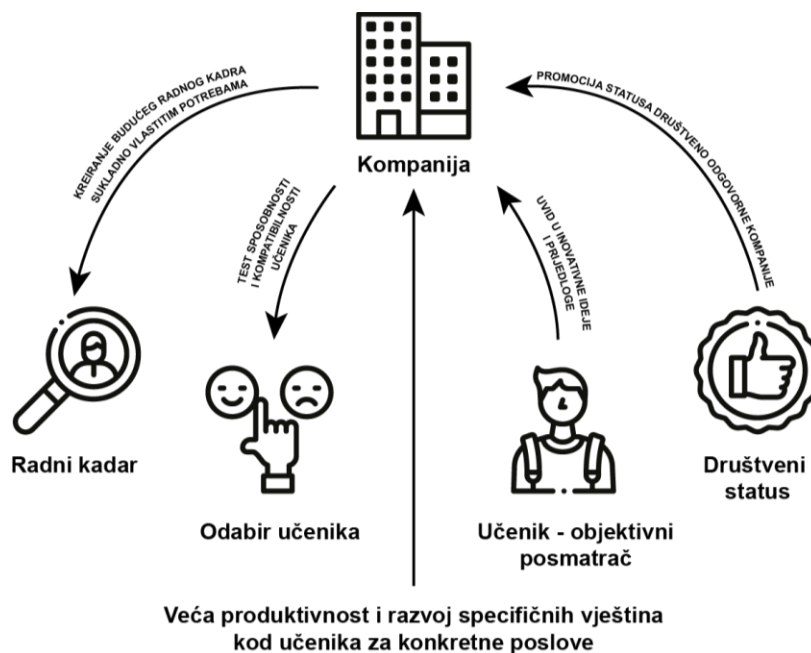 Kompanija
KREIRANJE BUDUĆEG RADNOG KADRA
SUKLADNO VLASTITIM POTREBAMA
TEST SPOSOBNOSTI
I KOMPATIBILNOSTI
UČENIKA
UVID U INOVATIVNE IDEJE
I PRIJEDLOGE
PROMOCIJA STATUSA DRUŠTVENO ODGOVORNE KOMPANIJE
Radni kadar
Odabir učenika
Učenik - objektivni
posmatrač
Društveni
status
Veća produktivnost i razvoj specifičnih vještina
kod učenika za konkretne poslove